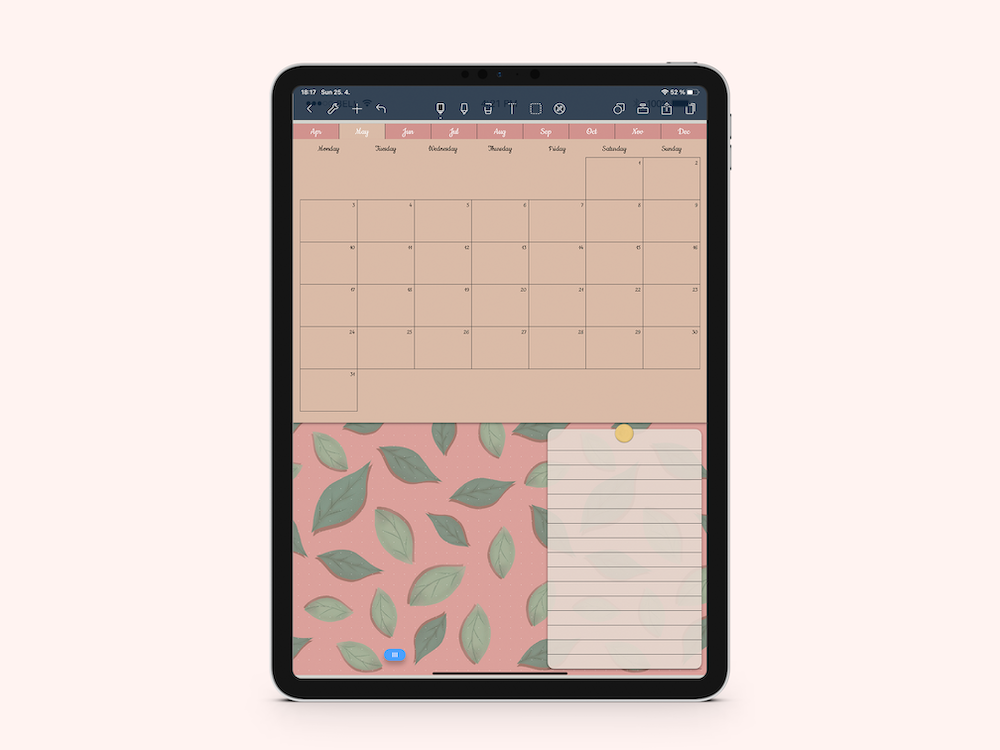 18:17 Sun 25. 4. 52 %
Apr May Jun Jul Aug Sep Oct Nov Dec
Monday Tuesday Wednesday Thursday Friday Saturday Sunday
1 2
3 4 5 6 7 8 9
10 11 12 13 14 15 16
17 18 19 20 21 22 23
24 25 26 27 28 29 30
31